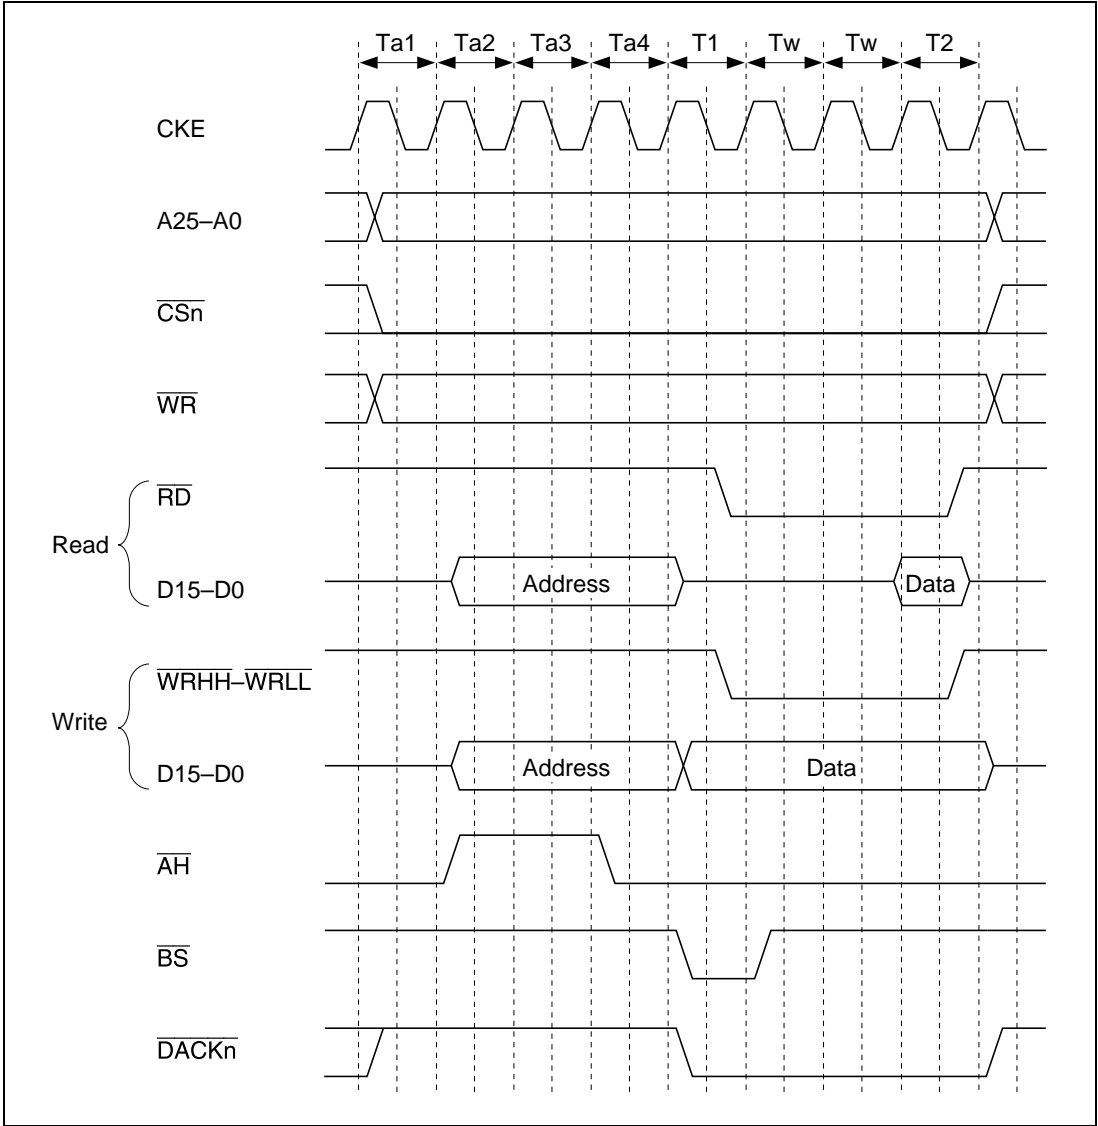 Ta1 Ta2 Ta3 Ta4 T1 Tw Tw T2
CKE
A25–A0
CSn
WR
RD
Read
D15–D0 Address Data
WRHH–WRLL
Write
D15–D0 Address Data
AH
BS
DACKn